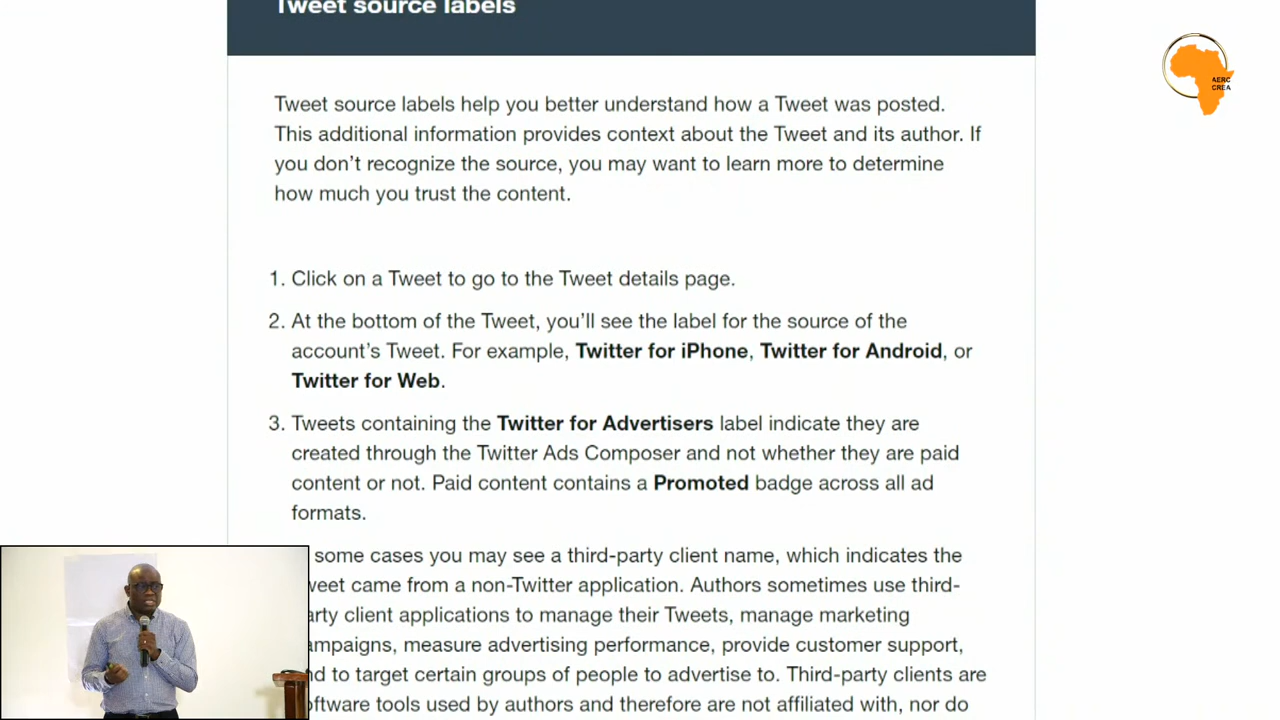 Tweet source labels
AERC
CREA
Tweet source labels help you better understand how a Tweet was posted.
This additional information provides context about the Tweet and its author. If
you don’t recognize the source, you may want to learn more to determine
how much you trust the content.
1. Click on a Tweet to go to the Tweet details page.
2. At the bottom of the Tweet, you’ll see the label for the source of the
account’s Tweet. For example, Twitter for iPhone, Twitter for Android, or
Twitter for Web.
3. Tweets containing the Twitter for Advertisers label indicate they are
created through the Twitter Ads Composer and not whether they are paid
content or not. Paid content contains a Promoted badge across all ad
formats.
some cases you may see a third-party client name, which indicates the
weet came from a non-Twitter application. Authors sometimes use third-
arty client applications to manage their Tweets, manage marketing
ampaigns, measure advertising performance, provide customer support,
nd to target certain groups of people to advertise to. Third-party clients are
oftware tools used by authors and therefore are not affiliated with, nor do